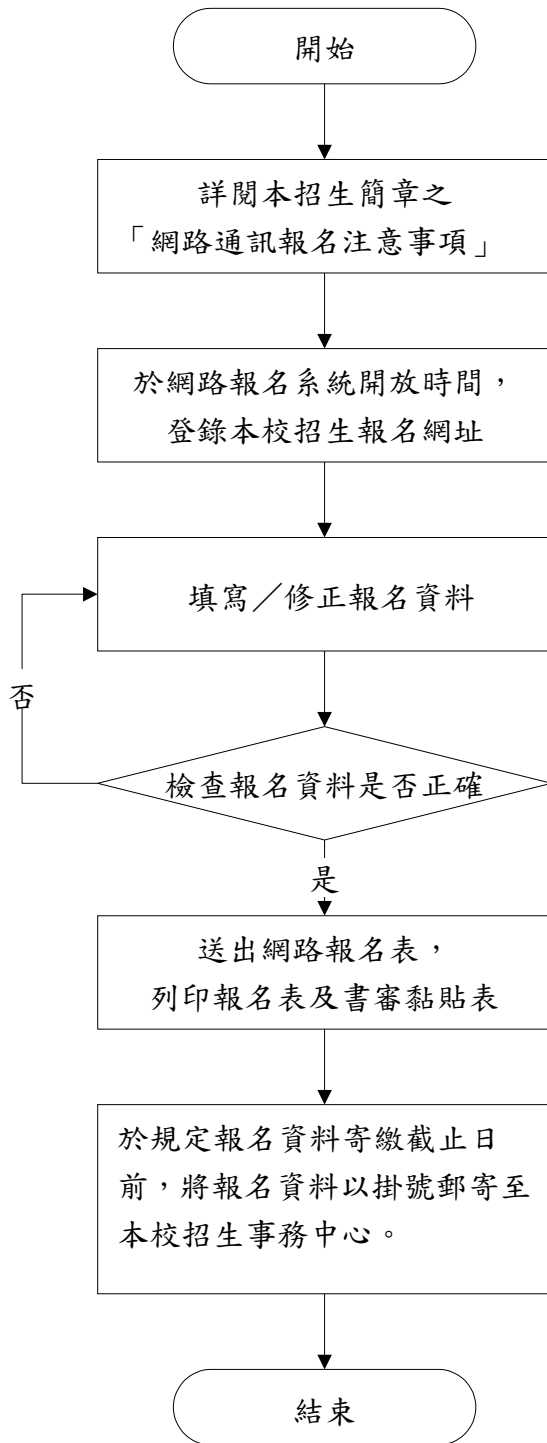 開始
詳閱本招生簡章之
「網路通訊報名注意事項」
於網路報名系統開放時間，
登錄本校招生報名網址
填寫／修正報名資料
否
檢查報名資料是否正確
是
送出網路報名表，
列印報名表及書審黏貼表
於規定報名資料寄繳截止日
前，將報名資料以掛號郵寄至
本校招生事務中心。
結束